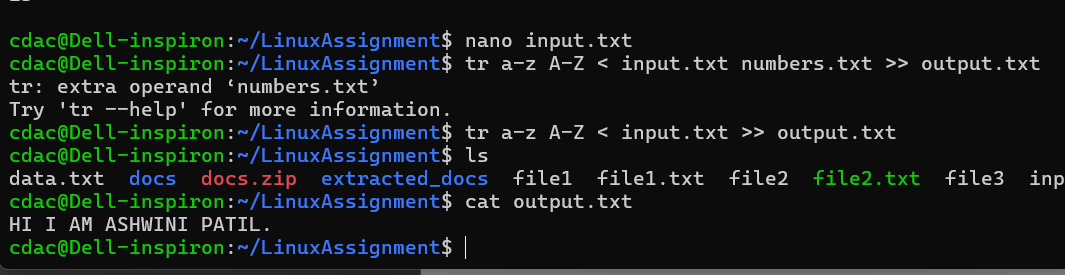 cdac@Dell-inspiron:~/LinuxAssignment$ nano input.txt
cdac@Dell-inspiron:~/LinuxAssignment$ tr a-z A-Z < input.txt numbers.txt >> output.txt
tr: extra operand ‘numbers.txt’
Try 'tr --help' for more information.
cdac@Dell-inspiron:~/LinuxAssignment$ tr a-z A-Z < input.txt >> output.txt
cdac@Dell-inspiron:~/LinuxAssignment$ ls
data.txt  docs  docs.zip  extracted_docs  file1  file1.txt  file2  file2.txt  file3  inp
cdac@Dell-inspiron:~/LinuxAssignment$ cat output.txt
HI I AM ASHWINI PATIL.
cdac@Dell-inspiron:~/LinuxAssignment$